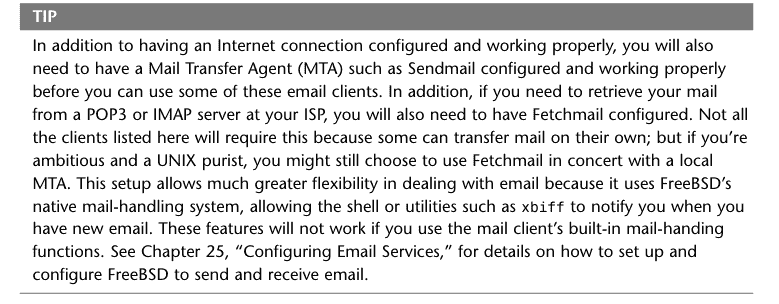 TIP
In addition to having an Internet connection configured and working properly, you will also
need to have a Mail Transfer Agent (MTA) such as Sendmail configured and working properly
before you can use some of these email clients. In addition, if you need to retrieve your mail
from a POP3 or IMAP server at your ISP, you will also need to have Fetchmail configured. Not all
the clients listed here will require this because some can transfer mail on their own; but if you’re
ambitious and a UNIX purist, you might still choose to use Fetchmail in concert with a local
MTA. This setup allows much greater flexibility in dealing with email because it uses FreeBSD’s
native mail-handling system, allowing the shell or utilities such as xbiff to notify you when you
have new email. These features will not work if you use the mail client’s built-in mail-handing
functions. See Chapter 25, “Configuring Email Services,” for details on how to set up and
configure FreeBSD to send and receive email.